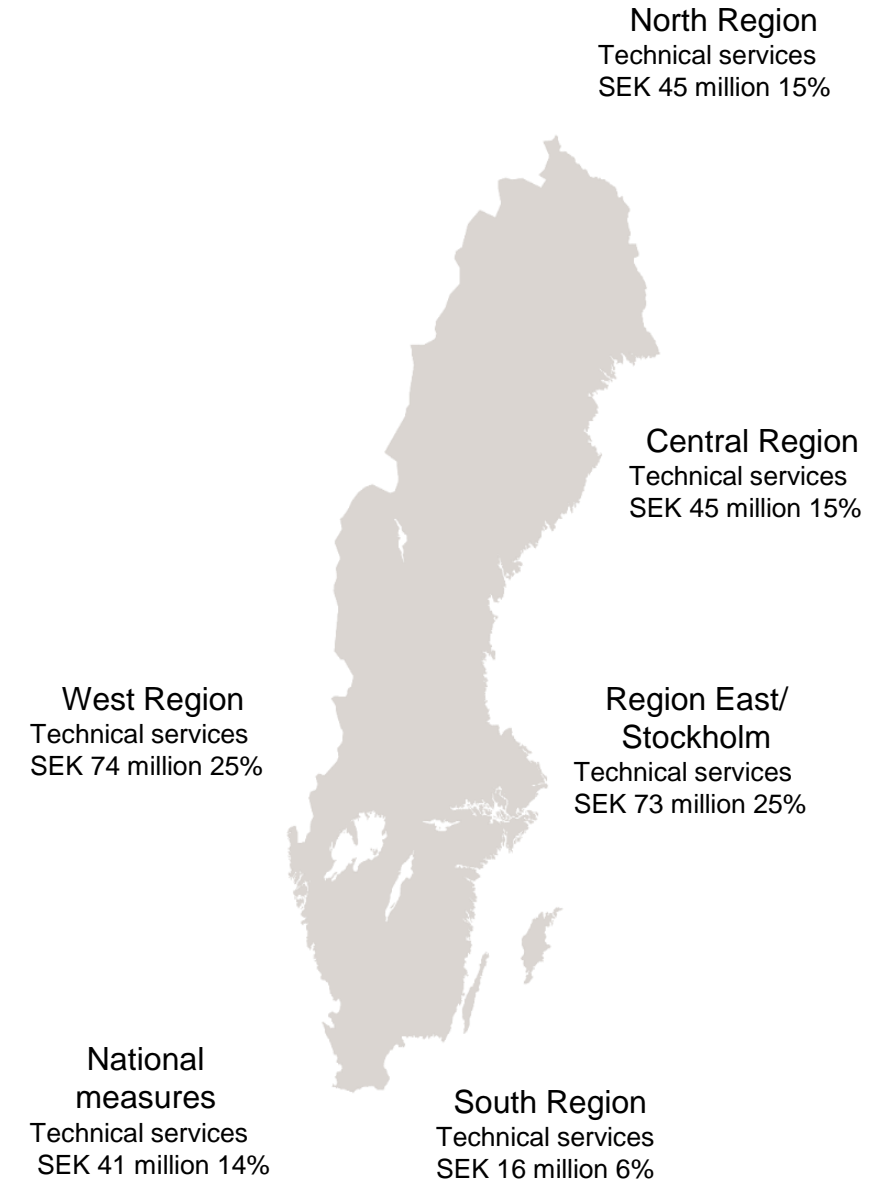 North Region
Technical services
SEK 45 million 15%
Central Region
Technical services
SEK 45 million 15%
West Region
Technical services
SEK 74 million 25%
Region East/
Stockholm
Technical services
SEK 73 million 25%
National
measures
Technical services
SEK 41 million 14%
South Region
Technical services
SEK 16 million 6%